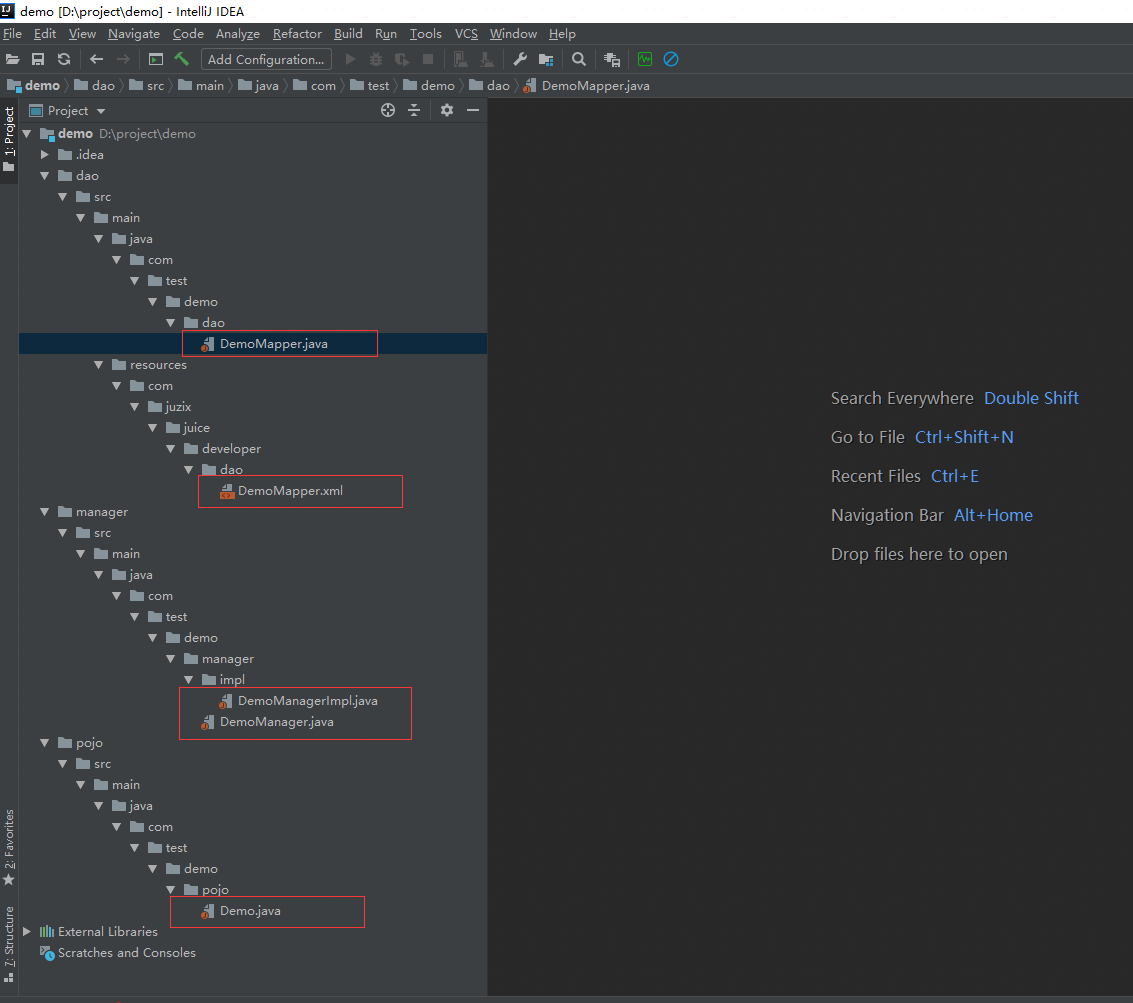 demo [D:\project\demo] - IntelliJ IDEA
File Edit View Navigate Code Analyze Refactor Build Run Tools VCS Window Help
Add Configuration...
demo dao src main java com test demo dao DemoMapper.java
1: Project
Project
demo D:\project\demo
.idea
dao
src
main
java
com
test
demo
dao
DemoMapper.java
resources
com
juzix
juice
developer
dao
DemoMapper.xml
manager
src
main
java
com
test
demo
manager
impl
DemoManagerImpl.java
DemoManager.java
pojo
src
main
java
com
test
demo
pojo
Demo.java
External Libraries
Scratches and Consoles
2: Favorites
7: Structure
Search Everywhere Double Shift
Go to File Ctrl+Shift+N
Recent Files Ctrl+E
Navigation Bar Alt+Home
Drop files here to open